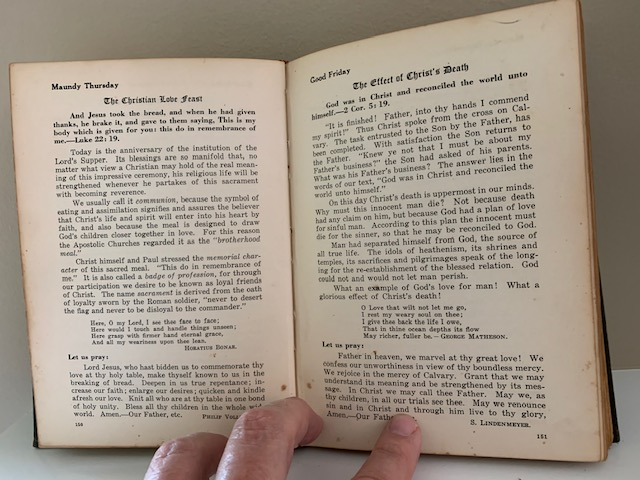 Maundy Thursday
The Christian Love Feast
And Jesus took the bread, and when he had given
thanks, he brake it, and gave to them saying, This is my
body which is given for you: this do in remembrance of
me.—Luke 22: 19.
Today is the anniversary of the institution of the
Lord's Supper. Its blessings are so manifold that, no
matter what view a Christian may hold of the real mean-
ing of this impressive ceremony, his religious life will be
strengthened whenever he partakes of this sacrament
with becoming reverence.
We usually call it communion, because the symbol of
eating and assimilation signifies and assures the believer
that Christ's life and spirit will enter into his heart by
faith, and also because the meal is designed to draw
God's children closer together in love. For this reason
the Apostolic Churches regarded it as the "brotherhood
meal."
Christ himself and Paul stressed the memorial char-
acter of this sacred meal. "This do in remembrance of
me." It is also called a badge of profession, for through
our participation we desire to be known as loyal friends
of Christ. The name sacrament is derived from the oath
of loyalty sworn by the Roman soldier, "never to desert
the flag and never to be disloyal to the commander."
Here, O my Lord, I see thee face to face;
Here would I touch and handle things unseen;
Here grasp with firmer hand eternal grace,
And all my weariness upon thee lean.
Horatius Bonar.
Let us pray:
Lord Jesus, who hast bidden us to commemorate thy
love at thy holy table, make thyself known to us in the
breaking of bread. Deepen in us true repentance; in-
crease our faith; enlarge our desires; quicken and kindle
afresh our love. Knit all who are at thy table in one bond
of holy unity. Bless all thy children in the whole wide
world. Amen.—Our Father, etc. Philip
Good Friday
The Effect of Christ's Death
God was in Christ and reconciled the world unto
himself.—2 Cor. 5: 19.
"It is finished! Father, into thy hands I commend
my spirit!" Thus Christ spoke from the cross on Cal-
vary. The task entrusted to the Son by the Father, has
been completed. With satisfaction the Son returns to
the Father. "Knew ye not that I must be about my
Father's business?" the Son had asked of his parents.
What was his Father's business? The answer lies in the
words of our text, "God was in Christ and reconciled the
world unto himself."
On this day Christ's death is uppermost in our minds.
Why must this innocent man die? Not because death
had any claim on him, but because God had a plan of love
for sinful man. According to this plan the innocent must
die for the sinner, so that he may be reconciled to God.
Man had separated himself from God, the source of
all true life. The idols of heathenism, its shrines and
temples, its sacrifices and pilgrimages speak of the long-
ing for the re-establishment of the blessed relation. God
could not and would not let man perish.
What an example of God's love for man! What a
glorious effect of Christ's death!
O Love that wilt not let me go,
I rest my weary soul on thee;
I give thee back the life I owe,
That in thine ocean depths its flow
May richer, fuller be.—George Matheson.
Let us pray:
Father in heaven, we marvel at thy great love! We
confess our unworthiness in view of thy boundless mercy.
We rejoice in the mercy of Calvary. Grant that we may
understand its meaning and be strengthened by its mes-
sage. In Christ we may call thee Father. May we, as
thy children, in all our trials see thee. May we renounce
sin and in Christ and through him live to thy glory,
Amen.—Our
S. Lindenmeyer.
151